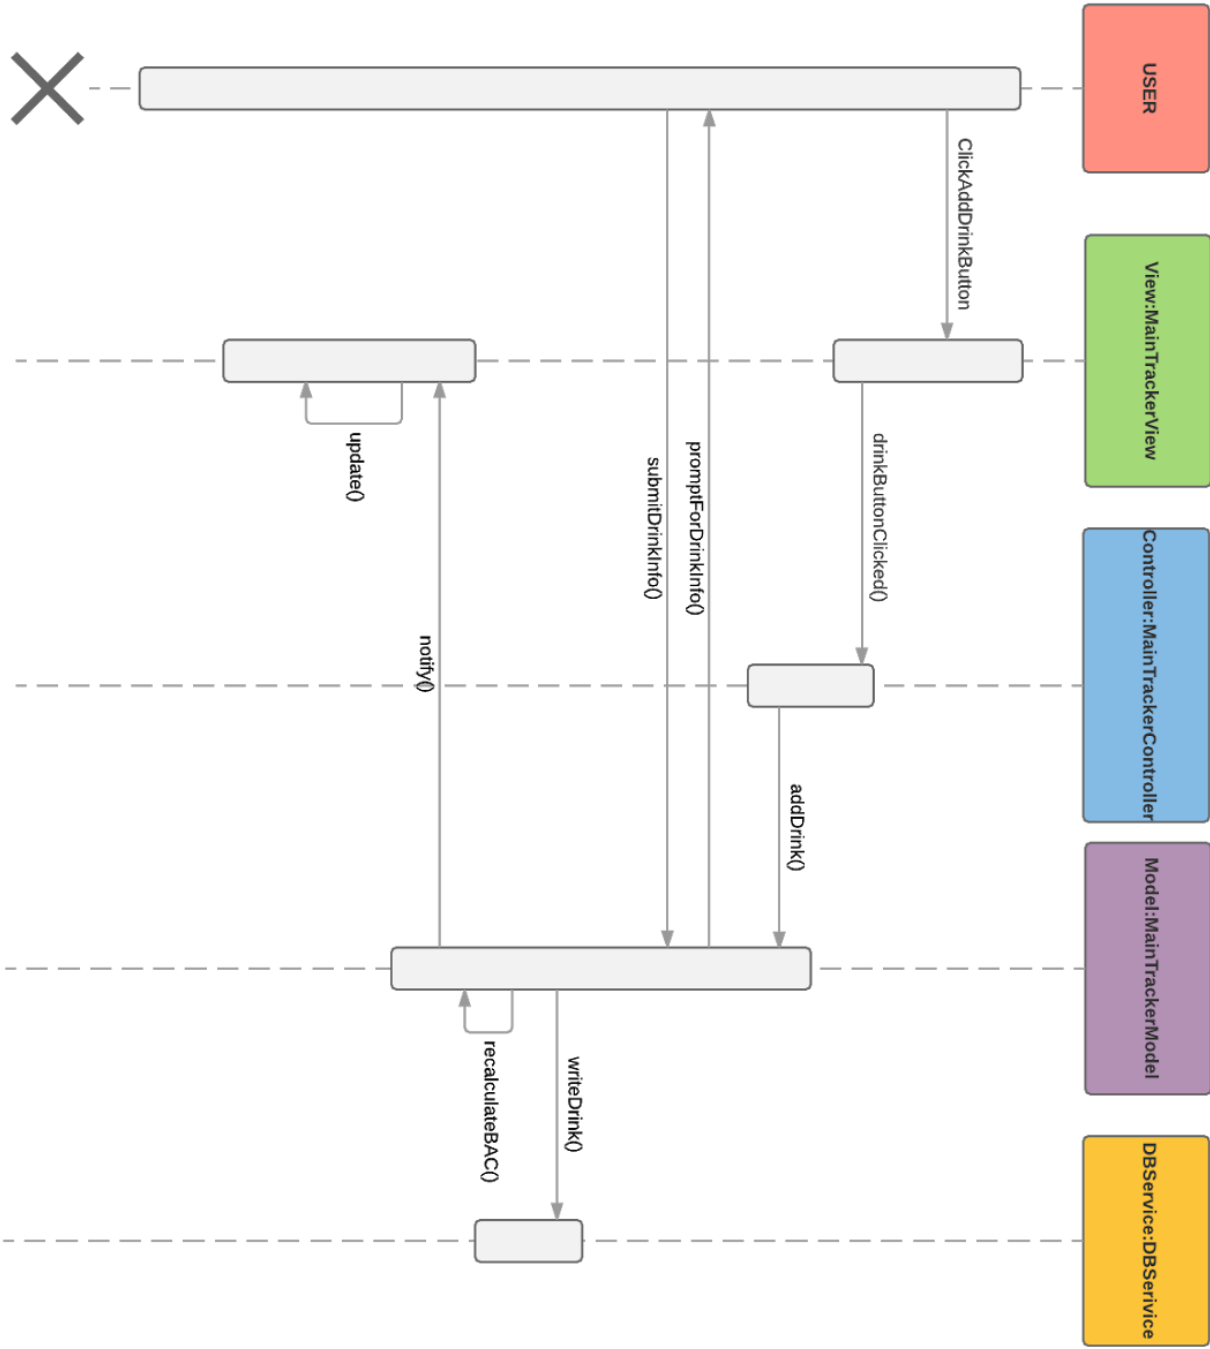 USER
View:MainTrackerView
Controller:MainTrackerController
Model:MainTrackerModel
DBService:DBSerivice
ClickAddDrinkButton
drinkButtonClicked()
addDrink()
promptForDrinkInfo()
submitDrinkInfo()
writeDrink()
recalculateBAC()
notify()
update()